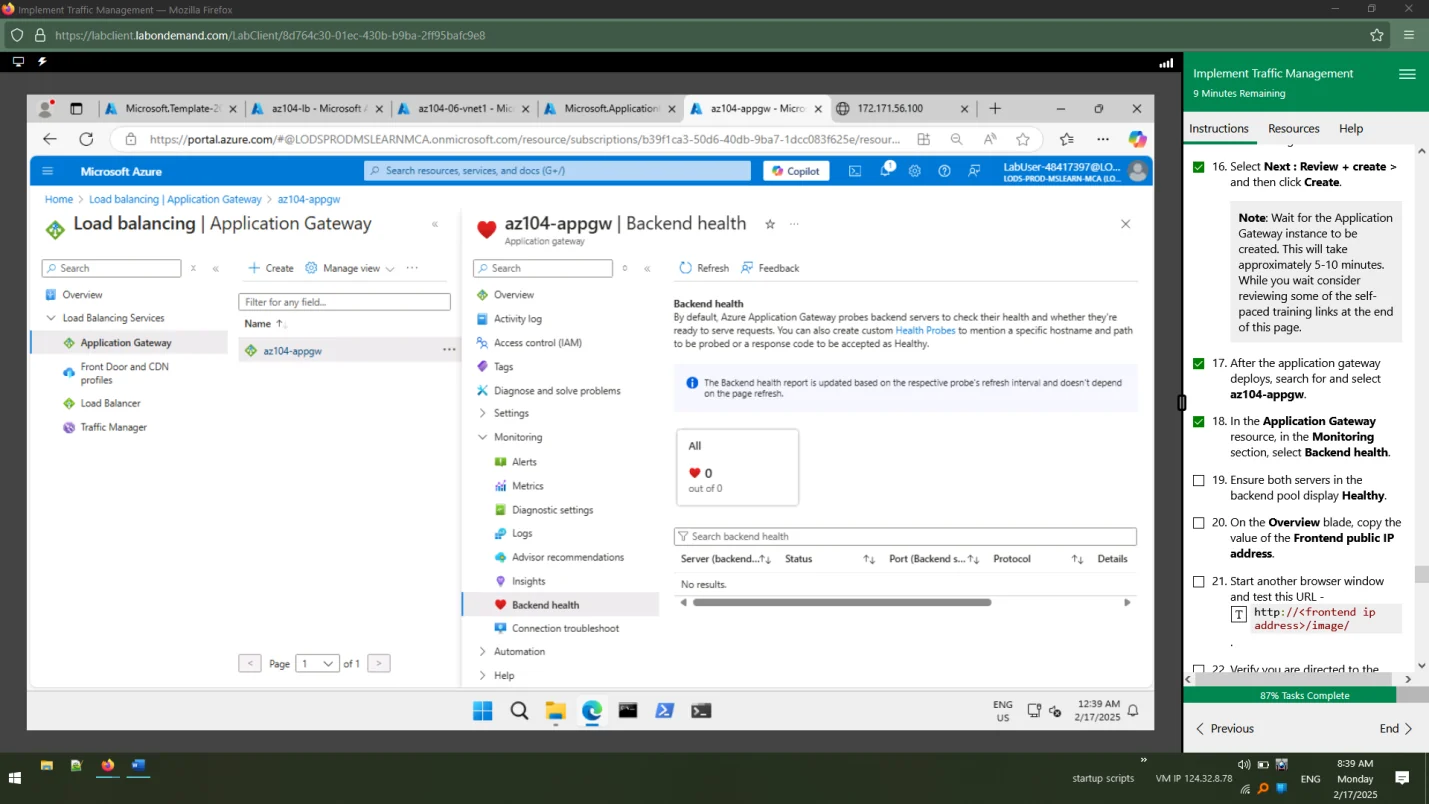 Implement Traffic Management — Mozilla Firefox
https://labclient.labondemand.com/LabClient/8d764c30-01ec-430b-b9ba-2ff95bafc9e8
Microsoft.Template-2
az104-lb - Microsoft A
az104-06-vnet1 - Mic
Microsoft.Application
az104-appgw - Micros
172.171.56.100
https://portal.azure.com/#@LODSPRODMSLEARNMCA.onmicrosoft.com/resource/subscriptions/b39f1ca3-50d6-40db-9ba7-1dcc083f625e/resour...
Microsoft Azure
Search resources, services, and docs (G+/)
Copilot
1
LabUser-48417397@LO...
LODS-PROD-MSLEARN-MCA (LO...
Home > Load balancing | Application Gateway > az104-appgw
Load balancing | Application Gateway
Search
Overview
Load Balancing Services
Application Gateway
Front Door and CDN
profiles
Load Balancer
Traffic Manager
Create
Manage view
Filter for any field...
Name
az104-appgw
Page
1
of 1
az104-appgw | Backend health
Application gateway
Search
Overview
Activity log
Access control (IAM)
Tags
Diagnose and solve problems
Settings
Monitoring
Alerts
Metrics
Diagnostic settings
Logs
Advisor recommendations
Insights
Backend health
Connection troubleshoot
Automation
Help
Refresh
Feedback
Backend health
By default, Azure Application Gateway probes backend servers to check their health and whether they're
ready to serve requests. You can also create custom Health Probes to mention a specific hostname and path
to be probed or a response code to be accepted as Healthy.
The Backend health report is updated based on the respective probe's refresh interval and doesn't depend
on the page refresh.
All
0
out of 0
Search backend health
Server (backend...
Status
Port (Backend s...
Protocol
Details
No results.
ENG
US
12:39 AM
2/17/2025
Implement Traffic Management
9 Minutes Remaining
Instructions
Resources
Help
16. Select Next : Review + create >
and then click Create.
Note: Wait for the Application
Gateway instance to be
created. This will take
approximately 5-10 minutes.
While you wait consider
reviewing some of the self-
paced training links at the end
of this page.
17. After the application gateway
deploys, search for and select
az104-appgw.
18. In the Application Gateway
resource, in the Monitoring
section, select Backend health.
19. Ensure both servers in the
backend pool display Healthy.
20. On the Overview blade, copy the
value of the Frontend public IP
address.
21. Start another browser window
and test this URL -
T
http://<frontend ip
address>/image/
.
22. Verify you are directed to the
87% Tasks Complete
Previous
End
startup scripts
VM IP 124.32.8.78
ENG
8:39 AM
Monday
2/17/2025